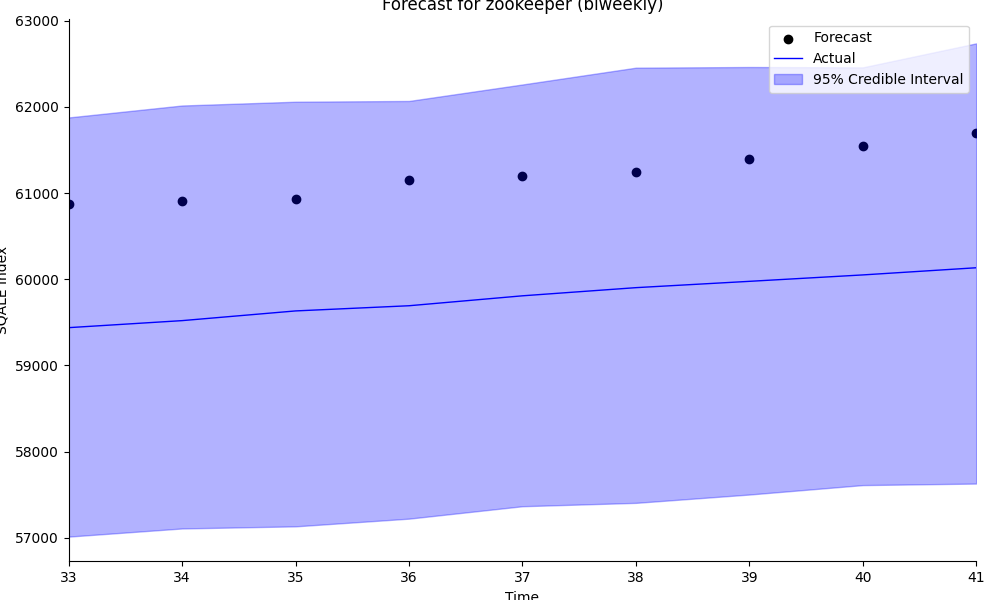 Forecast for zookeeper (biweekly)
63000
62000
61000
60000
59000
58000
57000
SQALE Index
Forecast
Actual
95% Credible Interval
33 34 35 36 37 38 39 40 41
Time